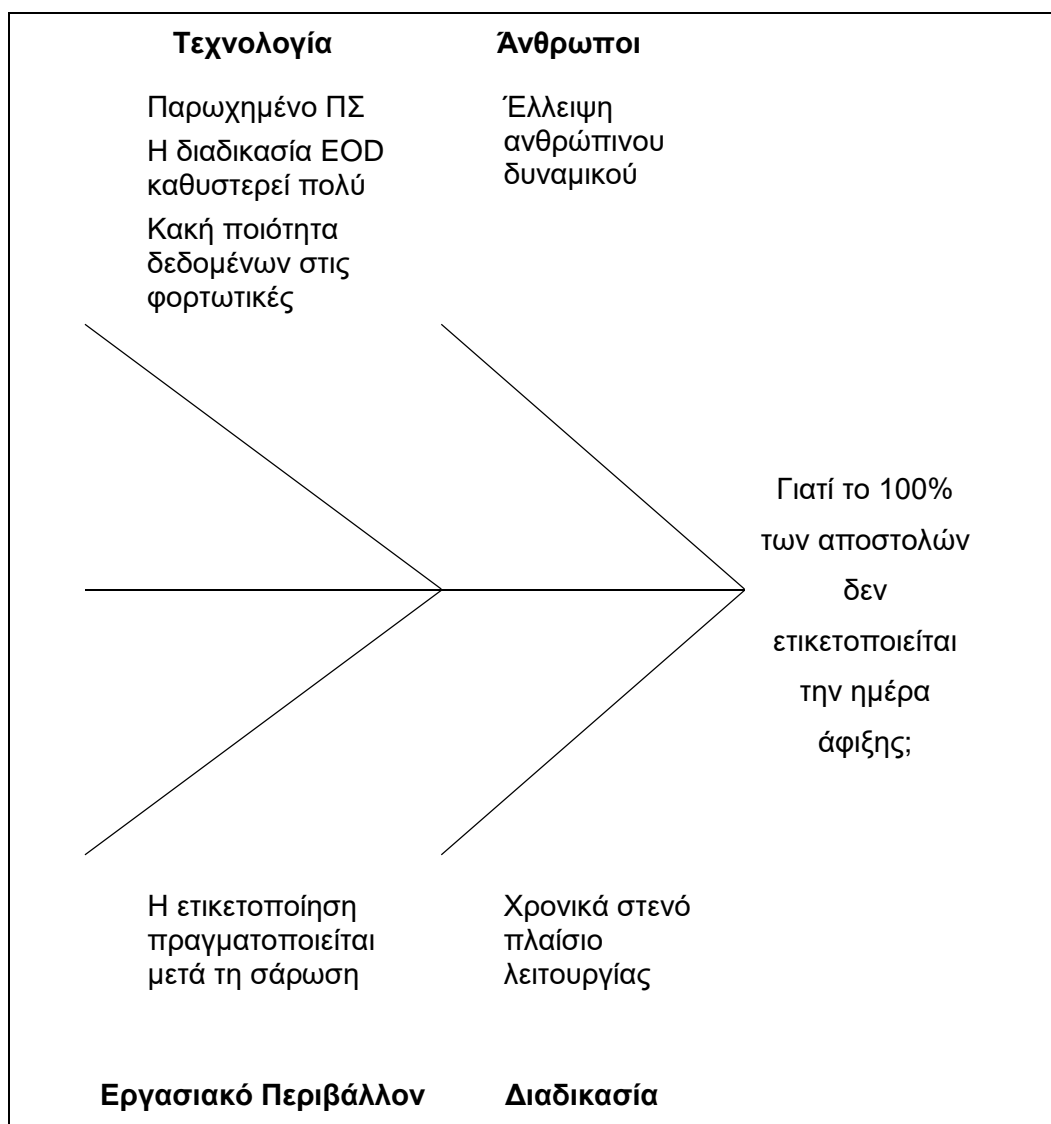 Τεχνολογία
Άνθρωποι
Παρωχημένο ΠΣ
Η διαδικασία EOD
καθυστερεί πολύ
Κακή ποιότητα
δεδομένων στις
φορτωτικές
Έλλειψη
ανθρώπινου
δυναμικού
Γιατί το 100%
των αποστολών
δεν
ετικετοποιείται
την ημέρα
άφιξης;
Η ετικετοποίηση
πραγματοποιείται
μετά τη σάρωση
Χρονικά στενό
πλαίσιο
λειτουργίας
Εργασιακό Περιβάλλον
Διαδικασία